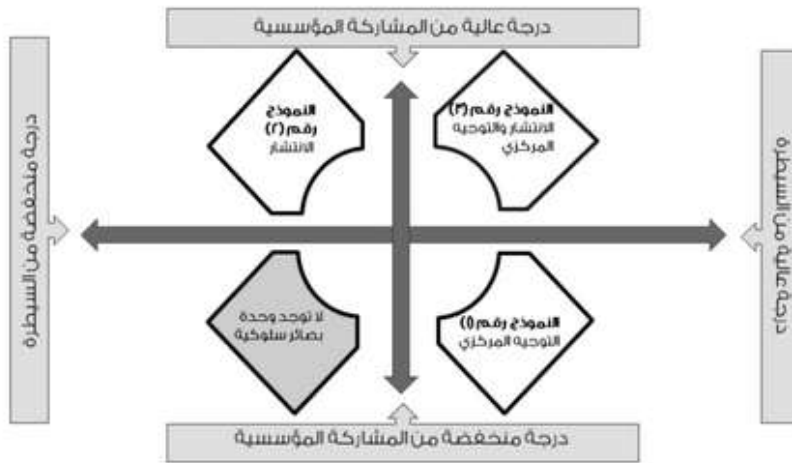 درجة عالية من المشاركة المؤسسية
درجة عالية من السيطرة
النموذج رقم (٣)
الانتشار والتوجيه
المركزي
النموذج
رقم (٢)
الانتشار
درجة منخفضة من السيطرة
النموذج رقم (١)
التوجيه المركزي
لا توجد وحدة
بصائر سلوكية
درجة منخفضة من المشاركة المؤسسية